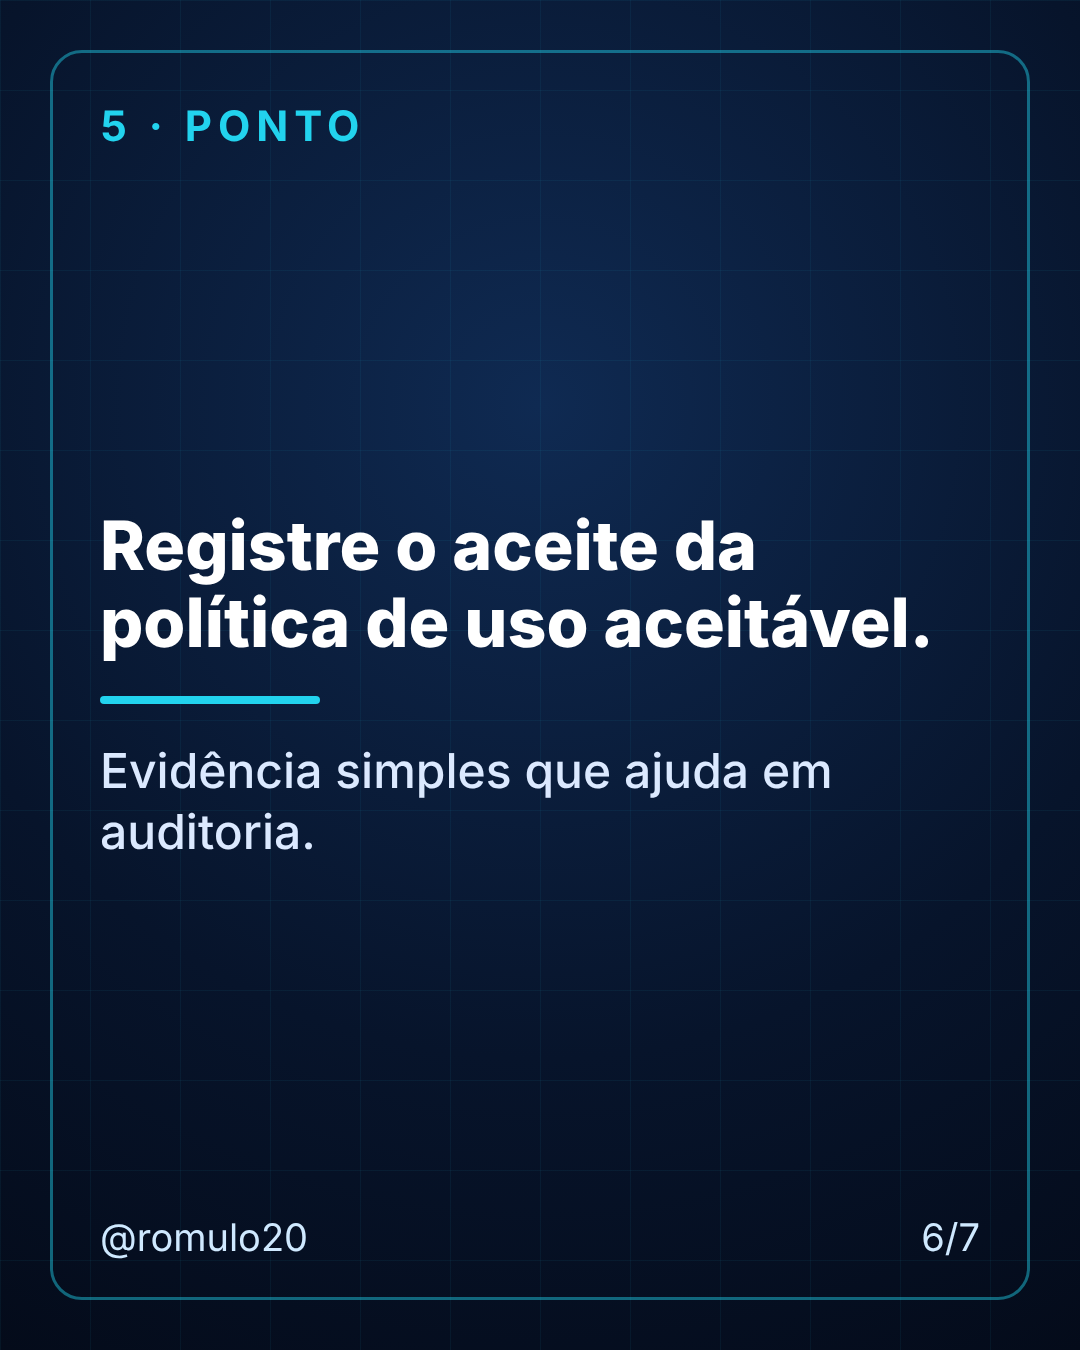 5 · PONTO
Registre o aceite da
política de uso aceitável.
Evidência simples que ajuda em
auditoria.
@romulo20
6/7